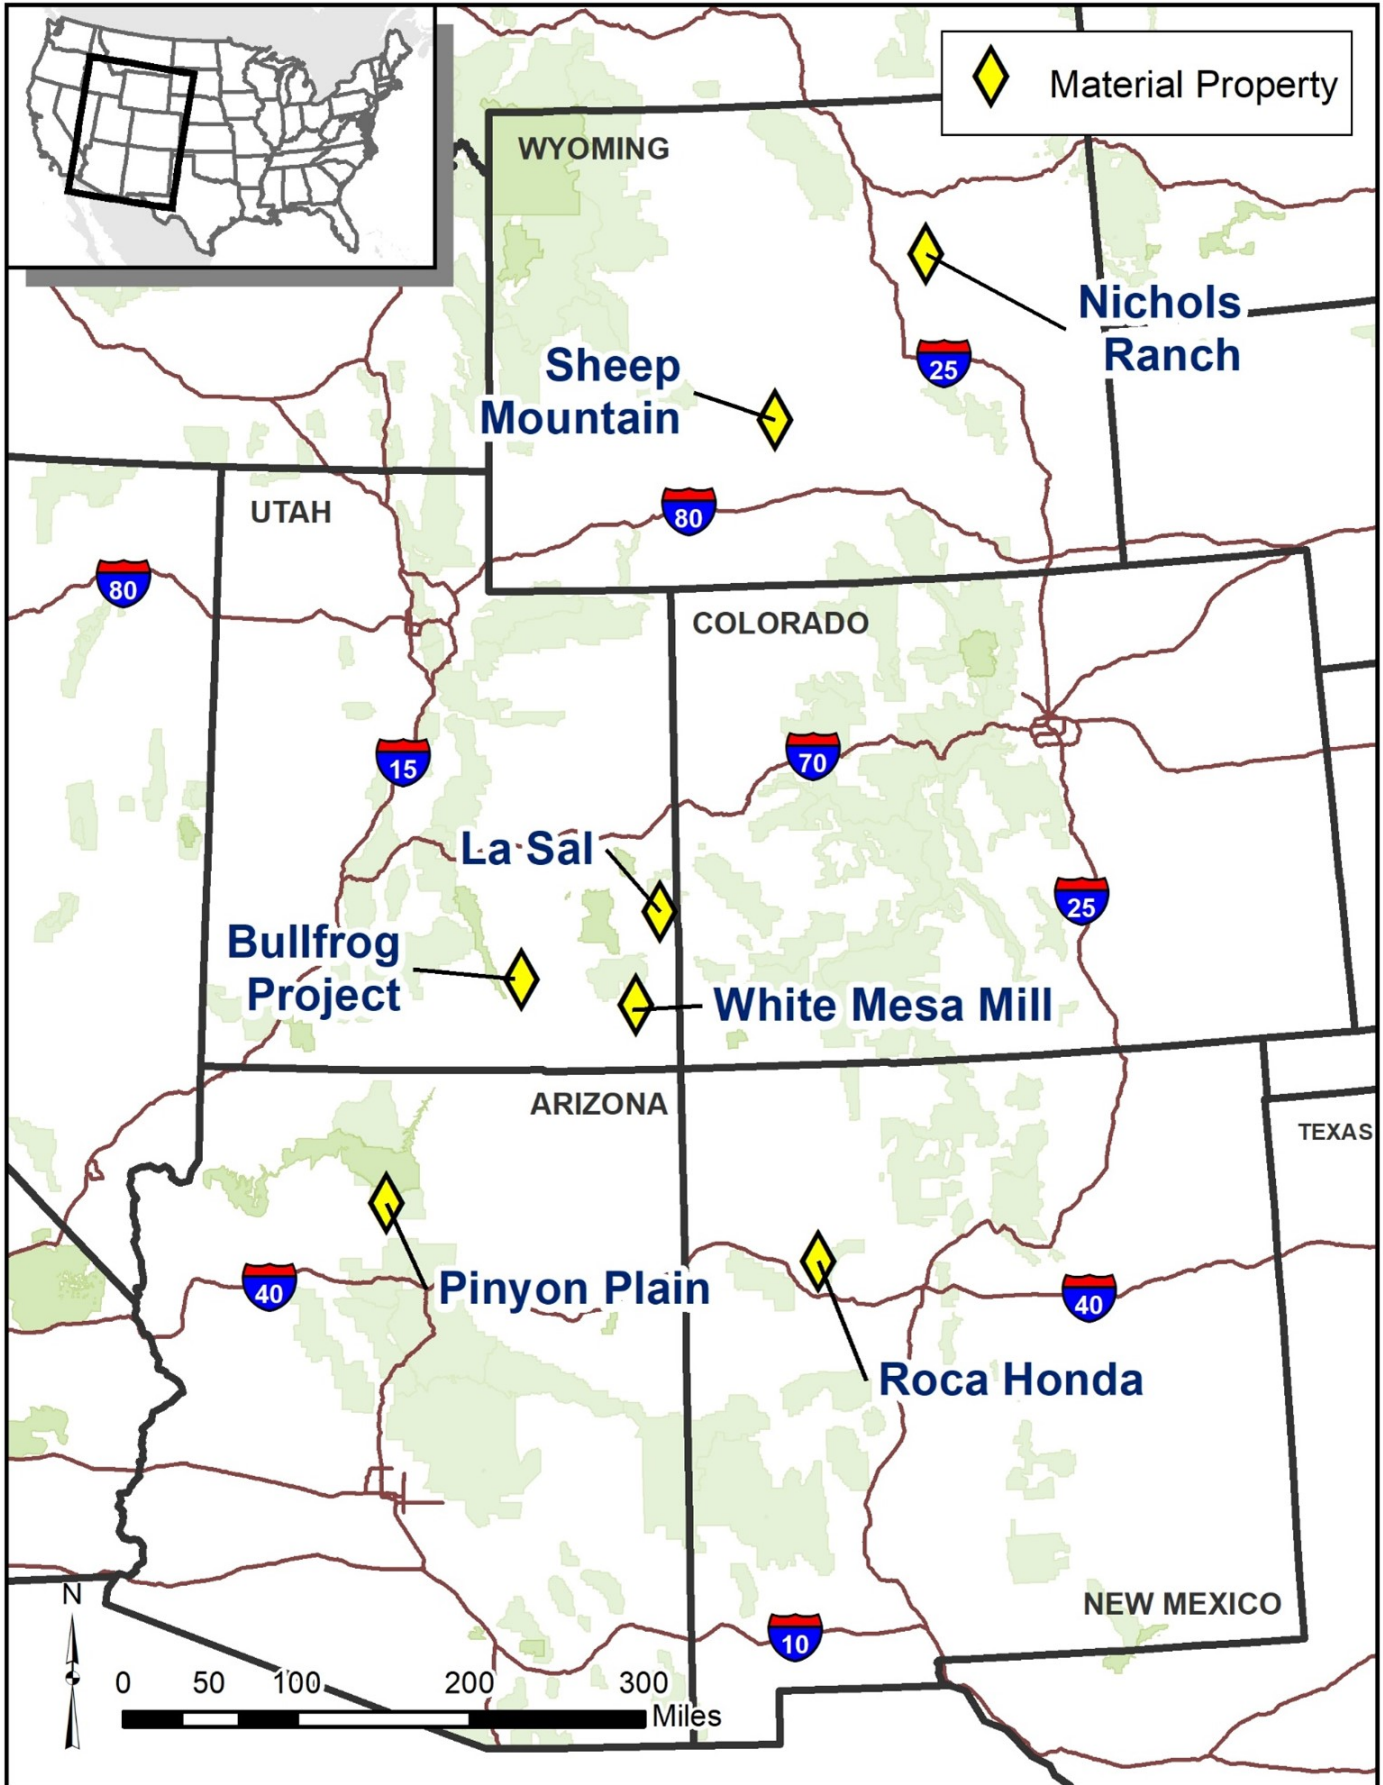 Material Property
WYOMING
Nichols
Ranch
Sheep
Mountain
25
80
UTAH
80
COLORADO
15
70
La Sal
25
Bullfrog
Project
White Mesa Mill
ARIZONA
TEXAS
40
Pinyon Plain
40
Roca Honda
N
NEW MEXICO
10
0 50 100 200 300
Miles